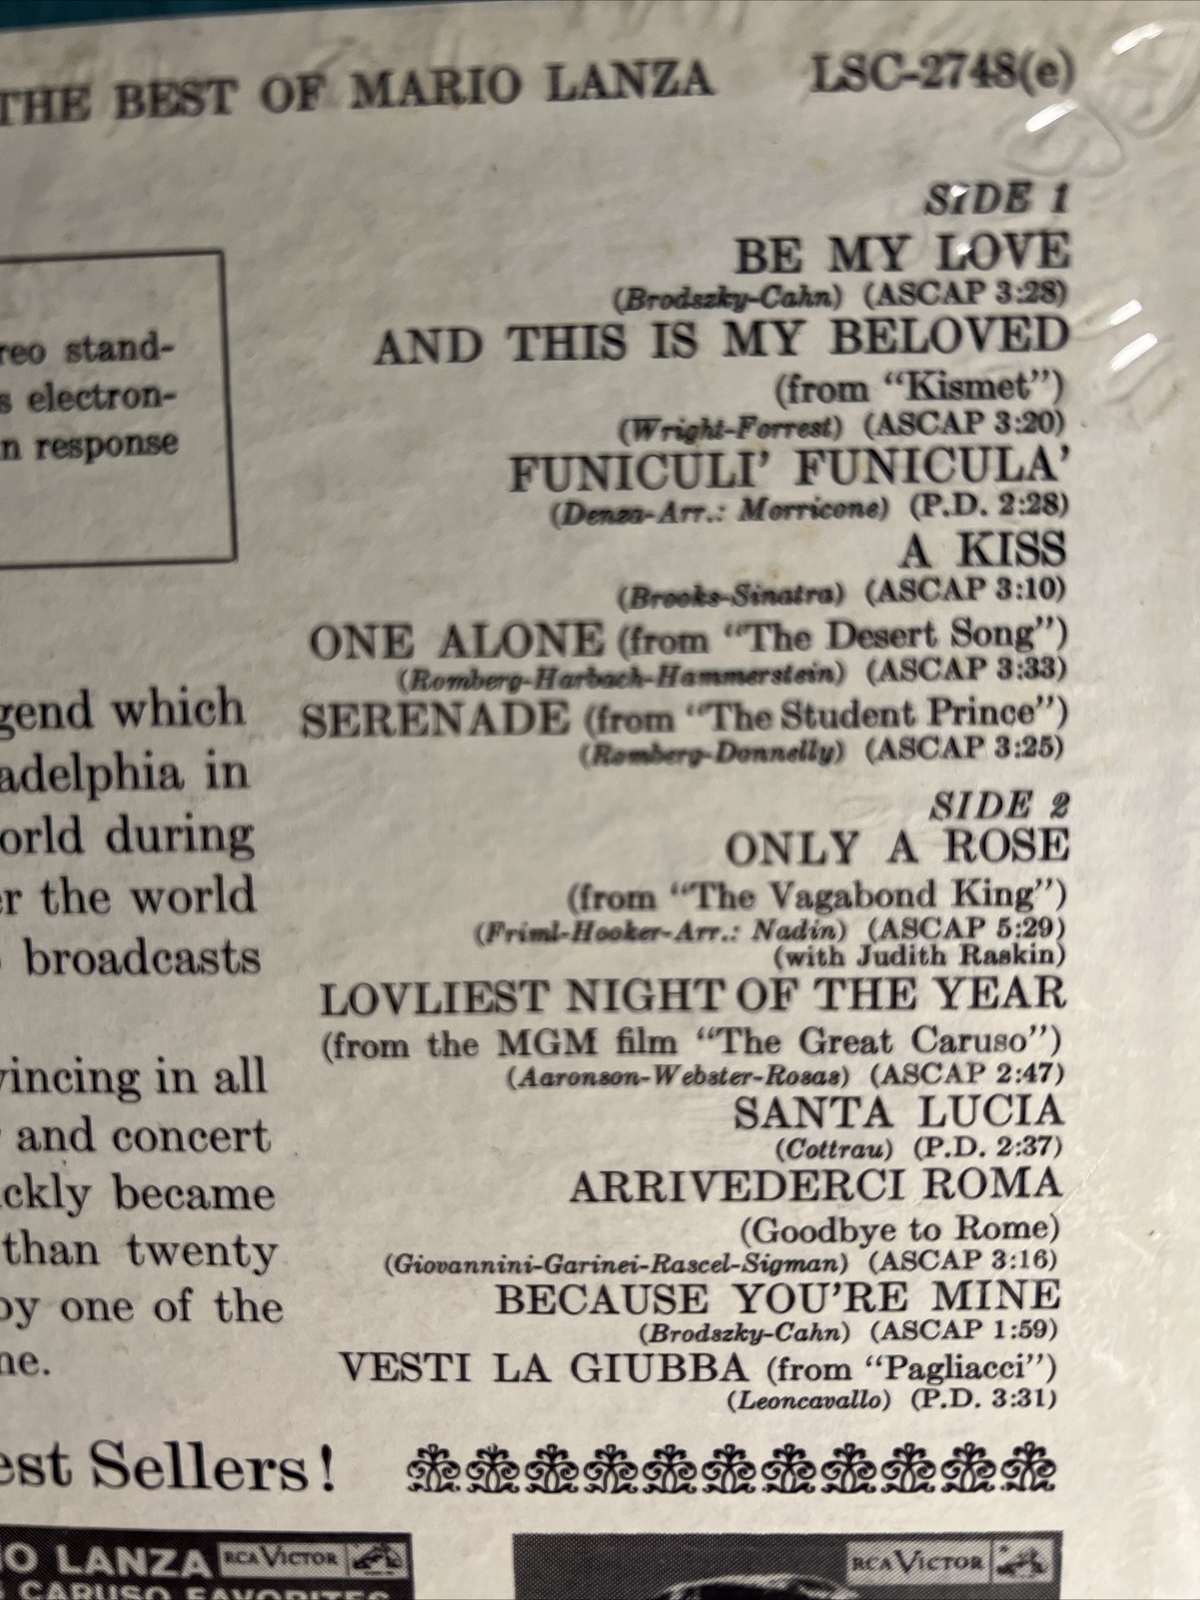 THE BEST OF MARIO LANZA LSC-2748(e)
reo stand-
s electron-
n response
gend which
adelphia in
orld during
er the world
broadcasts
vincing in all
and concert
ickly became
than twenty
by one of the
ne.
SIDE 1
BE MY LOVE
(Brodszky-Cahn) (ASCAP 3:28)
AND THIS IS MY BELOVED
(from “Kismet”)
(Wright-Forrest) (ASCAP 3:20)
FUNICULI’ FUNICULA’
(Denza-Arr.: Morricone) (P.D. 2:28)
A KISS
(Brooks-Sinatra) (ASCAP 3:10)
ONE ALONE (from “The Desert Song”)
(Romberg-Harbach-Hammerstein) (ASCAP 3:33)
SERENADE (from “The Student Prince”)
(Romberg-Donnelly) (ASCAP 3:25)
SIDE 2
ONLY A ROSE
(from “The Vagabond King”)
(Friml-Hooker-Arr.: Nadin) (ASCAP 5:29)
(with Judith Raskin)
LOVLIEST NIGHT OF THE YEAR
(from the MGM film “The Great Caruso”)
(Aaronson-Webster-Rosas) (ASCAP 2:47)
SANTA LUCIA
(Cottrau) (P.D. 2:37)
ARRIVEDERCI ROMA
(Goodbye to Rome)
(Giovannini-Garinei-Rascel-Sigman) (ASCAP 3:16)
BECAUSE YOU’RE MINE
(Brodszky-Cahn) (ASCAP 1:59)
VESTI LA GIUBBA (from “Pagliacci”)
(Leoncavallo) (P.D. 3:31)
est Sellers!
IO LANZA RCA VICTOR
CARUSO FAVORITES
RCA VICTOR